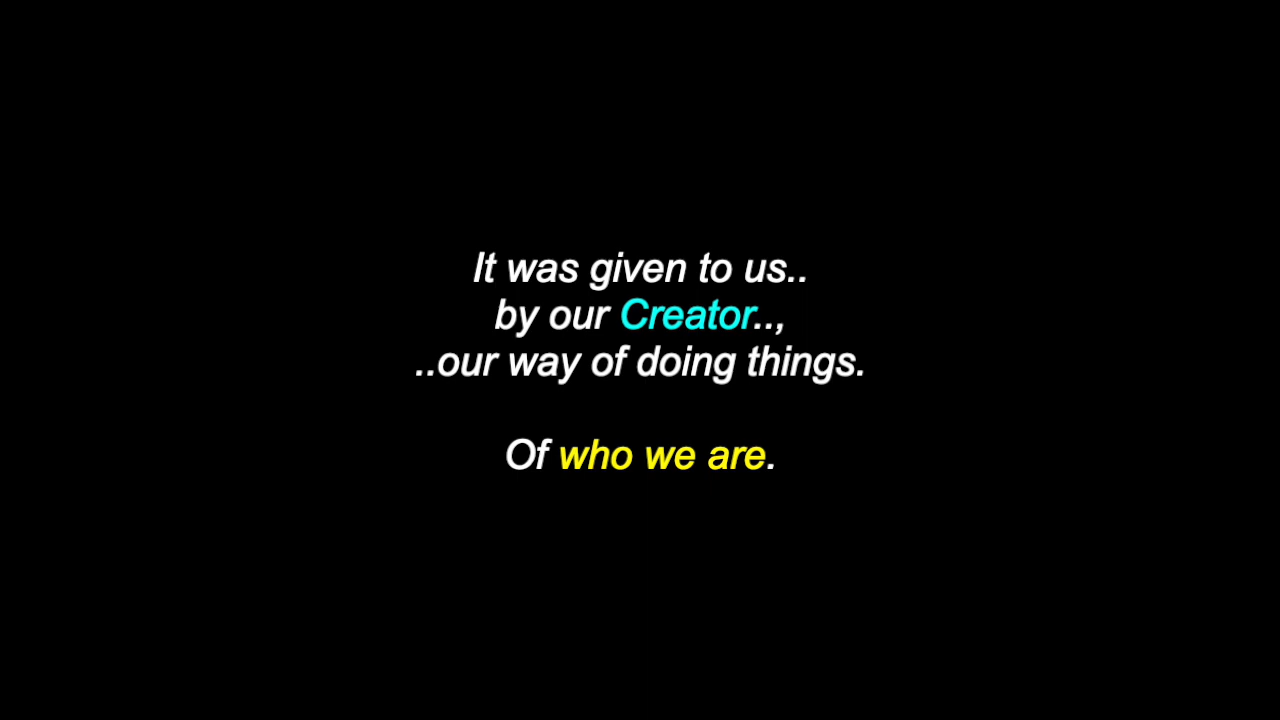 It was given to us..
by our Creator..,
..our way of doing things.
Of who we are.